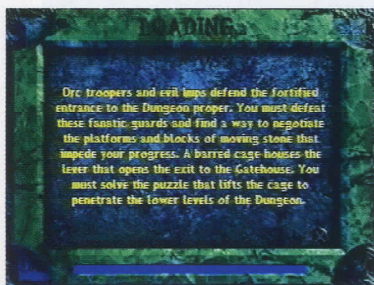 LOADING...
Orc troopers and evil Imps defend the fortified
entrance to the Dungeon proper. You must defeat
these fanatic guards and find a way to negotiate
the platforms and blocks of moving stone that
impede your progress. A barred cage houses the
lever that opens the exit to the Gatehouse. You
must solve the puzzle that lifts the cage to
penetrate the lower levels of the Dungeon.